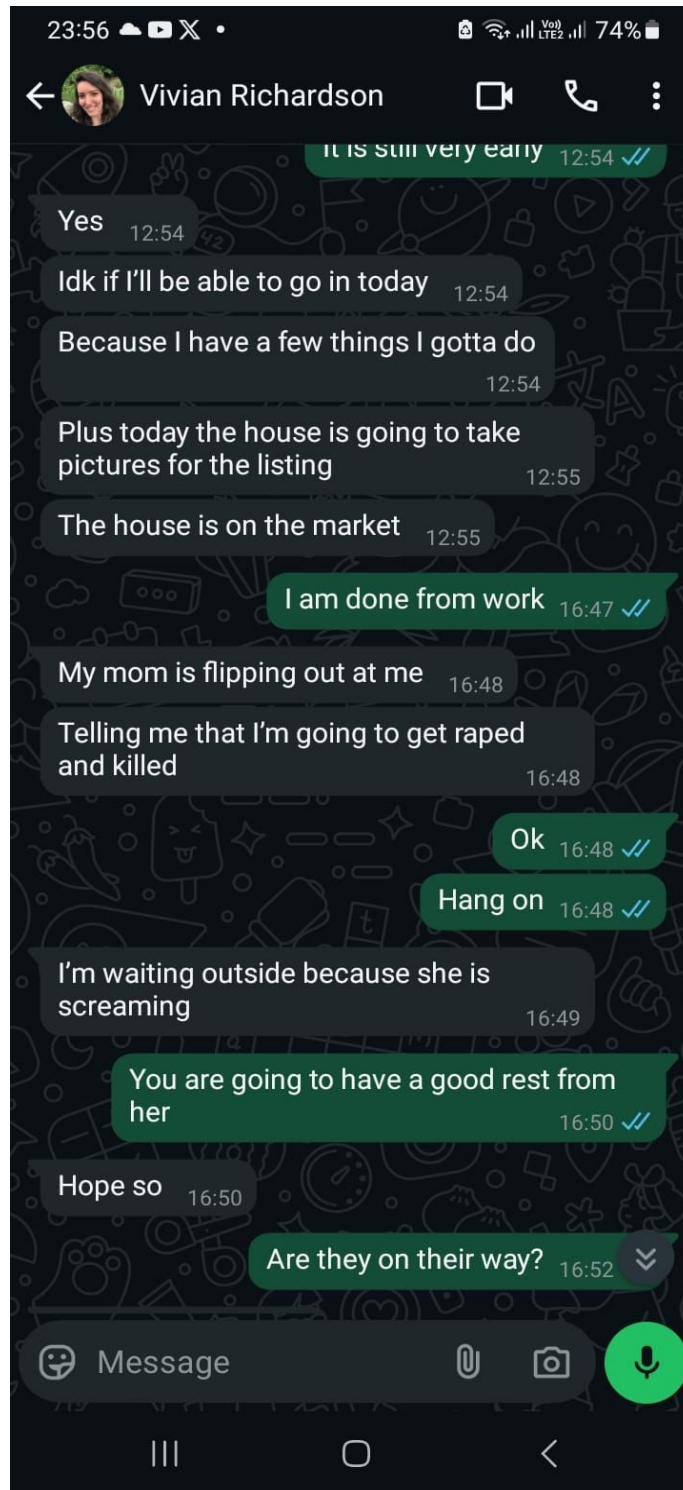 23:56 LTE2 74%
Vivian Richardson
It is still very early 12:54
Yes 12:54
Idk if I’ll be able to go in today 12:54
Because I have a few things I gotta do
12:54
Plus today the house is going to take
pictures for the listing 12:55
The house is on the market 12:55
I am done from work 16:47
My mom is flipping out at me 16:48
Telling me that I’m going to get raped
and killed 16:48
Ok 16:48
Hang on 16:48
I’m waiting outside because she is
screaming 16:49
You are going to have a good rest from
her 16:50
Hope so 16:50
Are they on their way? 16:52
Message